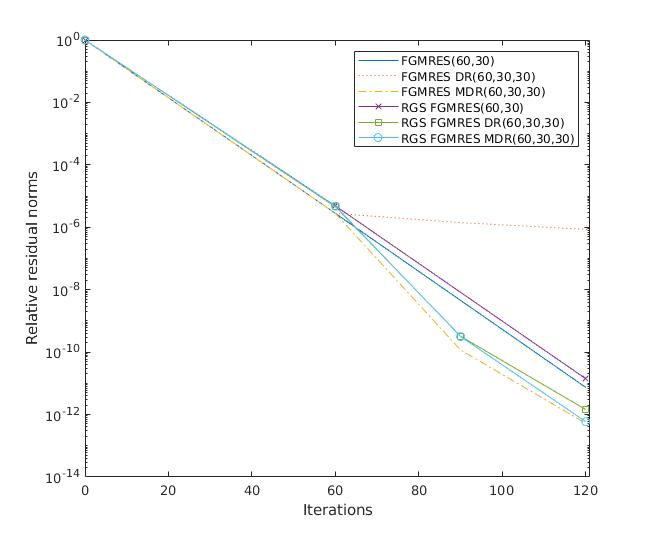 10^0
10^-2
10^-4
10^-6
10^-8
10^-10
10^-12
10^-14
Relative residual norms
FGMRES(60,30)
FGMRES DR(60,30,30)
FGMRES MDR(60,30,30)
RGS FGMRES(60,30)
RGS FGMRES DR(60,30,30)
RGS FGMRES MDR(60,30,30)
0 20 40 60 80 100 120
Iterations